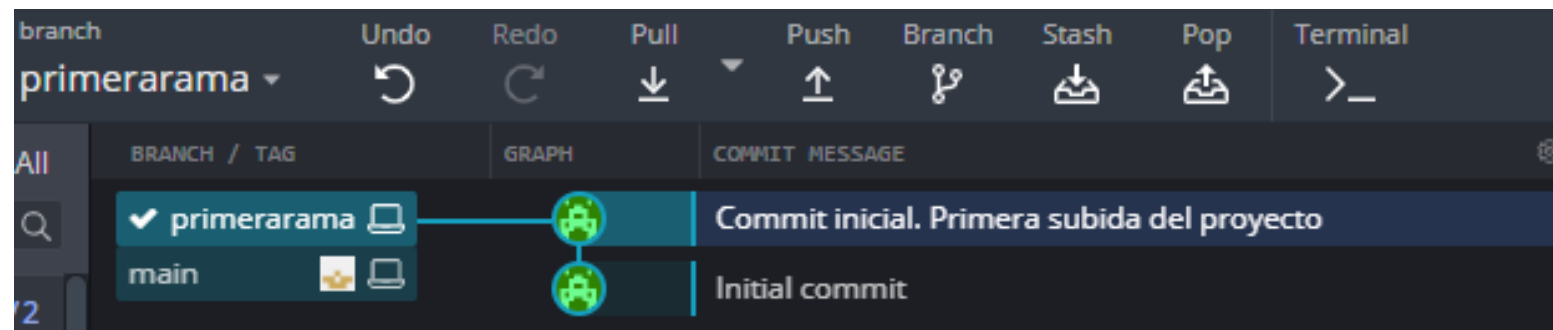 branch
Undo
Redo
Pull
Push
Branch
Stash
Pop
Terminal
primerarama
All
BRANCH / TAG
GRAPH
COMMIT MESSAGE
primerarama
Commit inicial. Primera subida del proyecto
main
Initial commit
/2